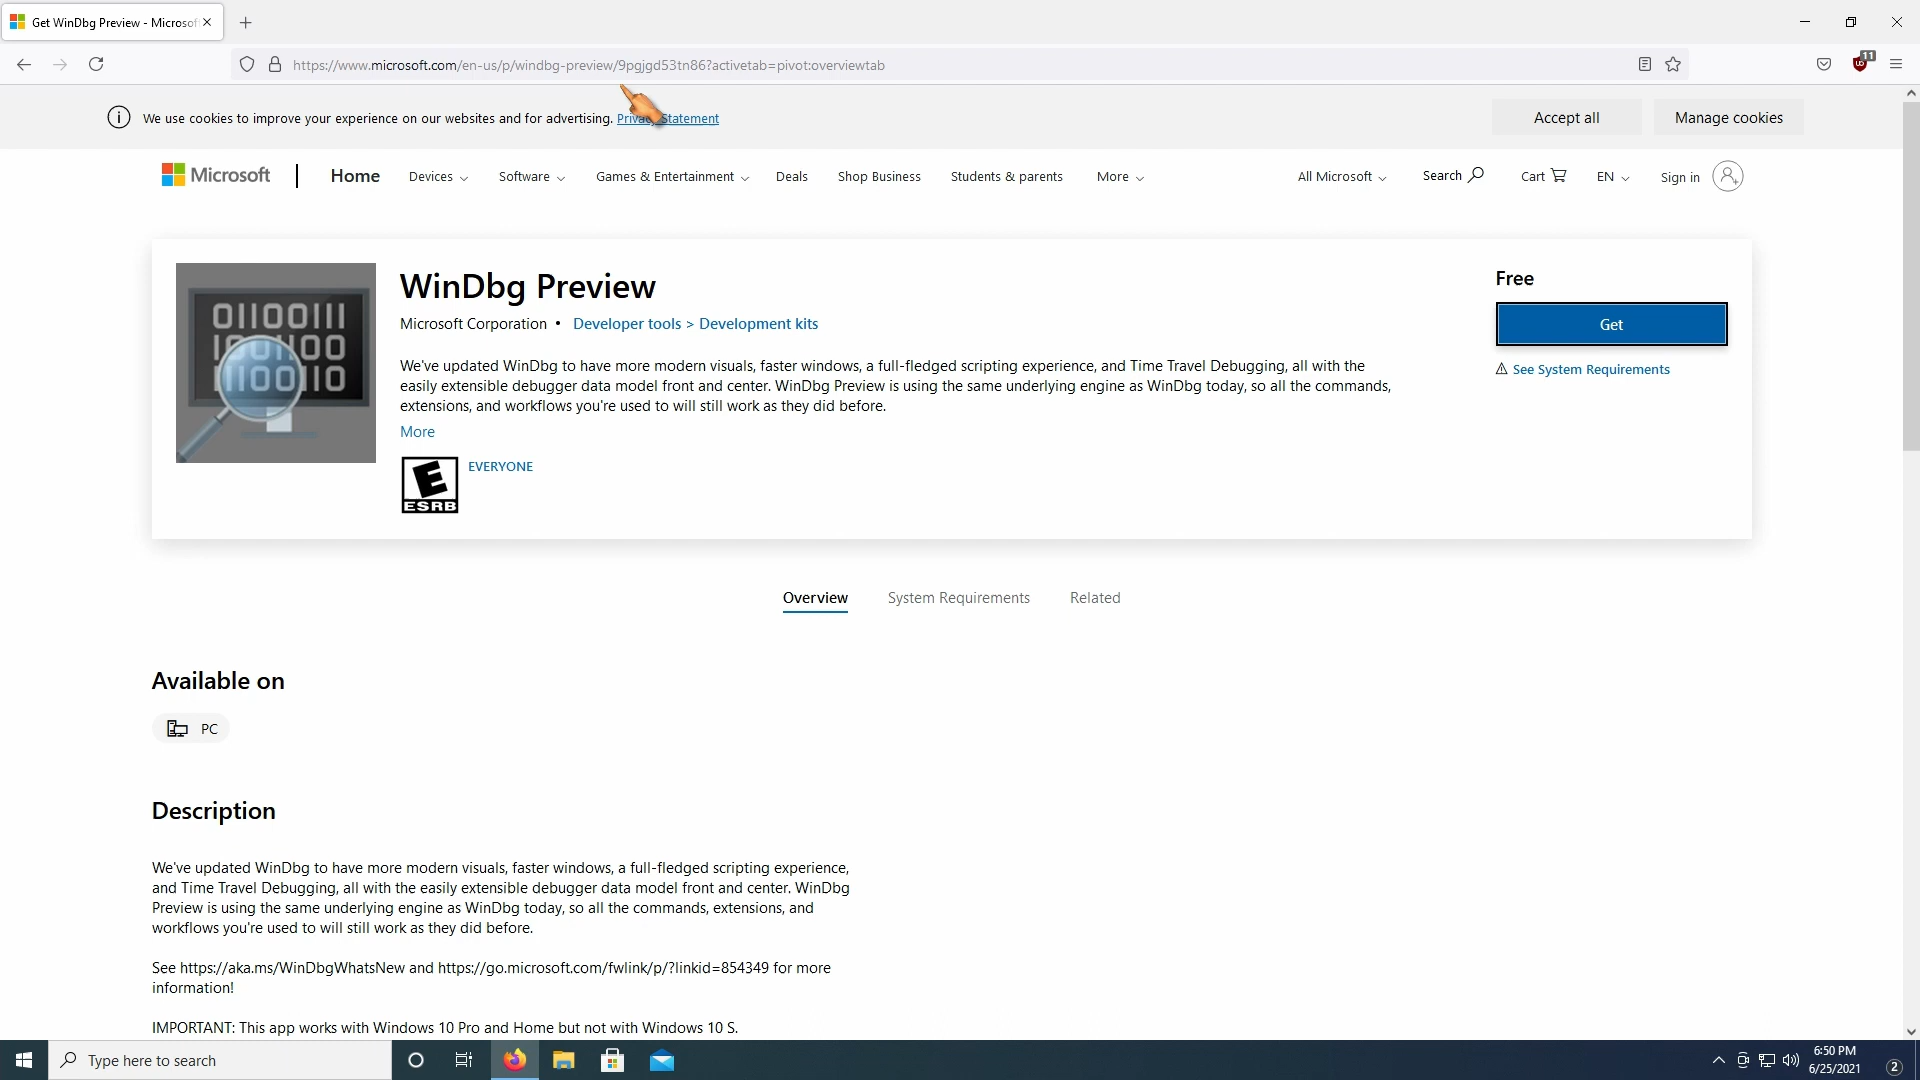 Get WinDbg Preview - Microsof
https://www.microsoft.com/en-us/p/windbg-preview/9pgjgd53tn86?activetab=pivot:overviewtab
11
We use cookies to improve your experience on our websites and for advertising. Privacy Statement
Accept all
Manage cookies
Microsoft
Home
Devices
Software
Games & Entertainment
Deals
Shop Business
Students & parents
More
All Microsoft
Search
Cart
EN
Sign in
WinDbg Preview
Microsoft Corporation • Developer tools > Development kits
We've updated WinDbg to have more modern visuals, faster windows, a full-fledged scripting experience, and Time Travel Debugging, all with the
easily extensible debugger data model front and center. WinDbg Preview is using the same underlying engine as WinDbg today, so all the commands,
extensions, and workflows you're used to will still work as they did before.
More
E
ESRB
EVERYONE
Free
Get
See System Requirements
01100111
Overview
System Requirements
Related
Available on
PC
Description
We've updated WinDbg to have more modern visuals, faster windows, a full-fledged scripting experience,
and Time Travel Debugging, all with the easily extensible debugger data model front and center. WinDbg
Preview is using the same underlying engine as WinDbg today, so all the commands, extensions, and
workflows you're used to will still work as they did before.
See https://aka.ms/WinDbgWhatsNew and https://go.microsoft.com/fwlink/p/?linkid=854349 for more
information!
IMPORTANT: This app works with Windows 10 Pro and Home but not with Windows 10 S.
Type here to search
6:50 PM
6/25/2021
2